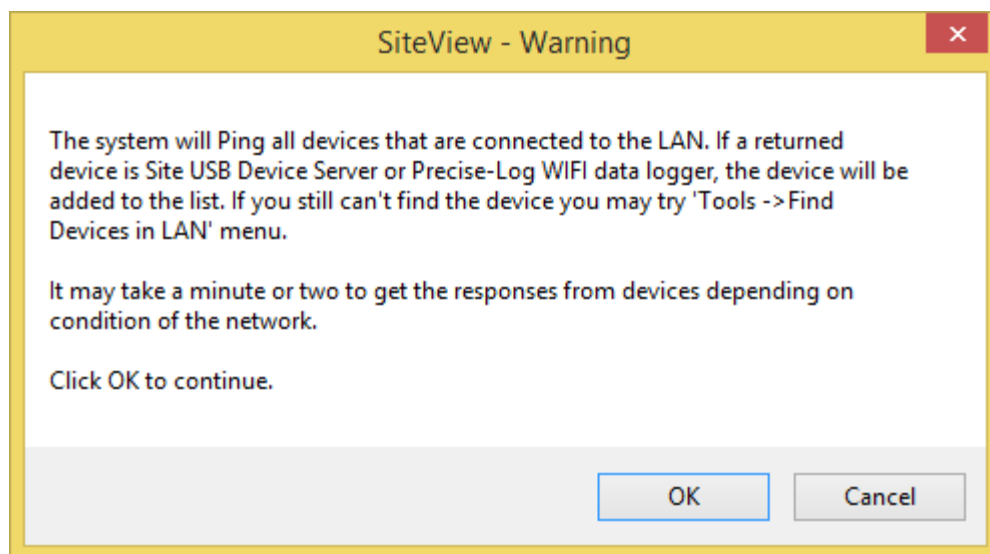 SiteView - Warning
The system will Ping all devices that are connected to the LAN. If a returned
device is Site USB Device Server or Precise-Log WIFI data logger, the device will be
added to the list. If you still can't find the device you may try 'Tools ->Find
Devices in LAN' menu.
It may take a minute or two to get the responses from devices depending on
condition of the network.
Click OK to continue.
OK Cancel